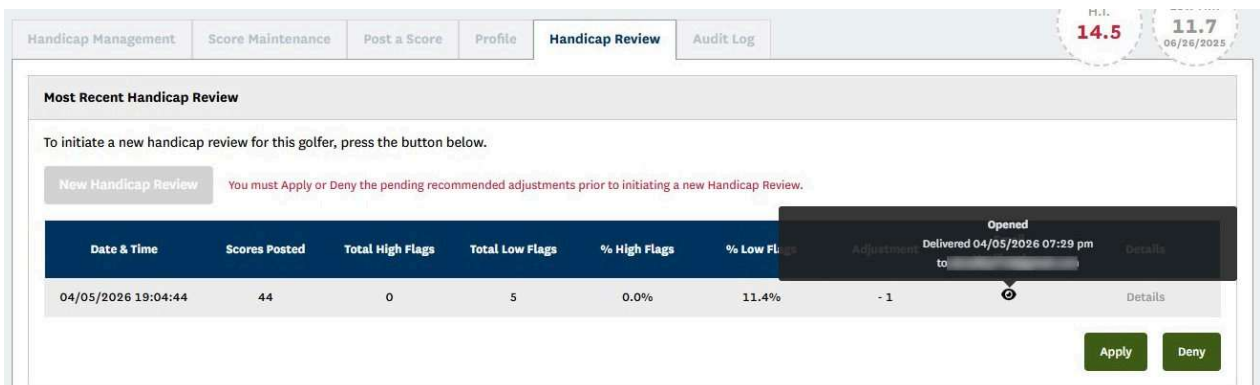 H.I.
14.5
11.7
06/26/2025
Handicap Management Score Maintenance Post a Score Profile Handicap Review Audit Log
Most Recent Handicap Review
To initiate a new handicap review for this golfer, press the button below.
New Handicap Review You must Apply or Deny the pending recommended adjustments prior to initiating a new Handicap Review.
Opened
Delivered 04/05/2026 07:29 pm
to
Date & Time Scores Posted Total High Flags Total Low Flags % High Flags % Low Flags Adjustment Details
04/05/2026 19:04:44 44 0 5 0.0% 11.4% - 1 Details
Apply Deny